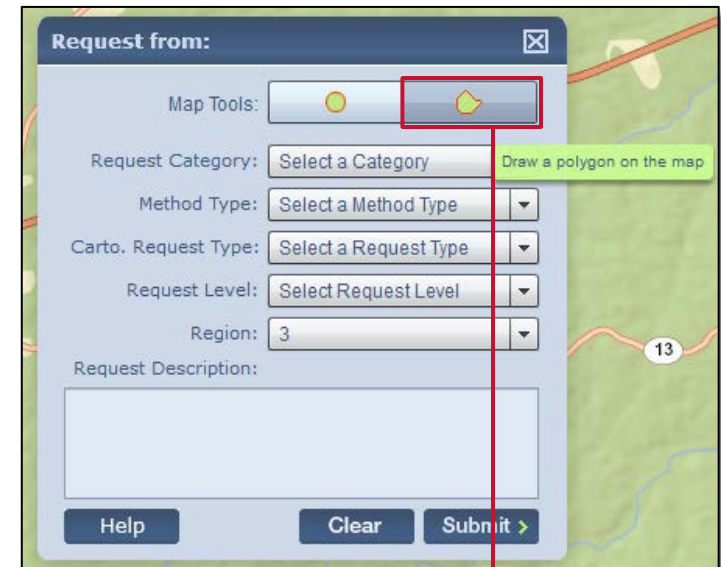 Request from:
Map Tools:
Request Category: Select a Category
Draw a polygon on the map
Method Type: Select a Method Type
Carto. Request Type: Select a Request Type
Request Level: Select Request Level
Region: 3
13
Request Description:
Help Clear Submit >